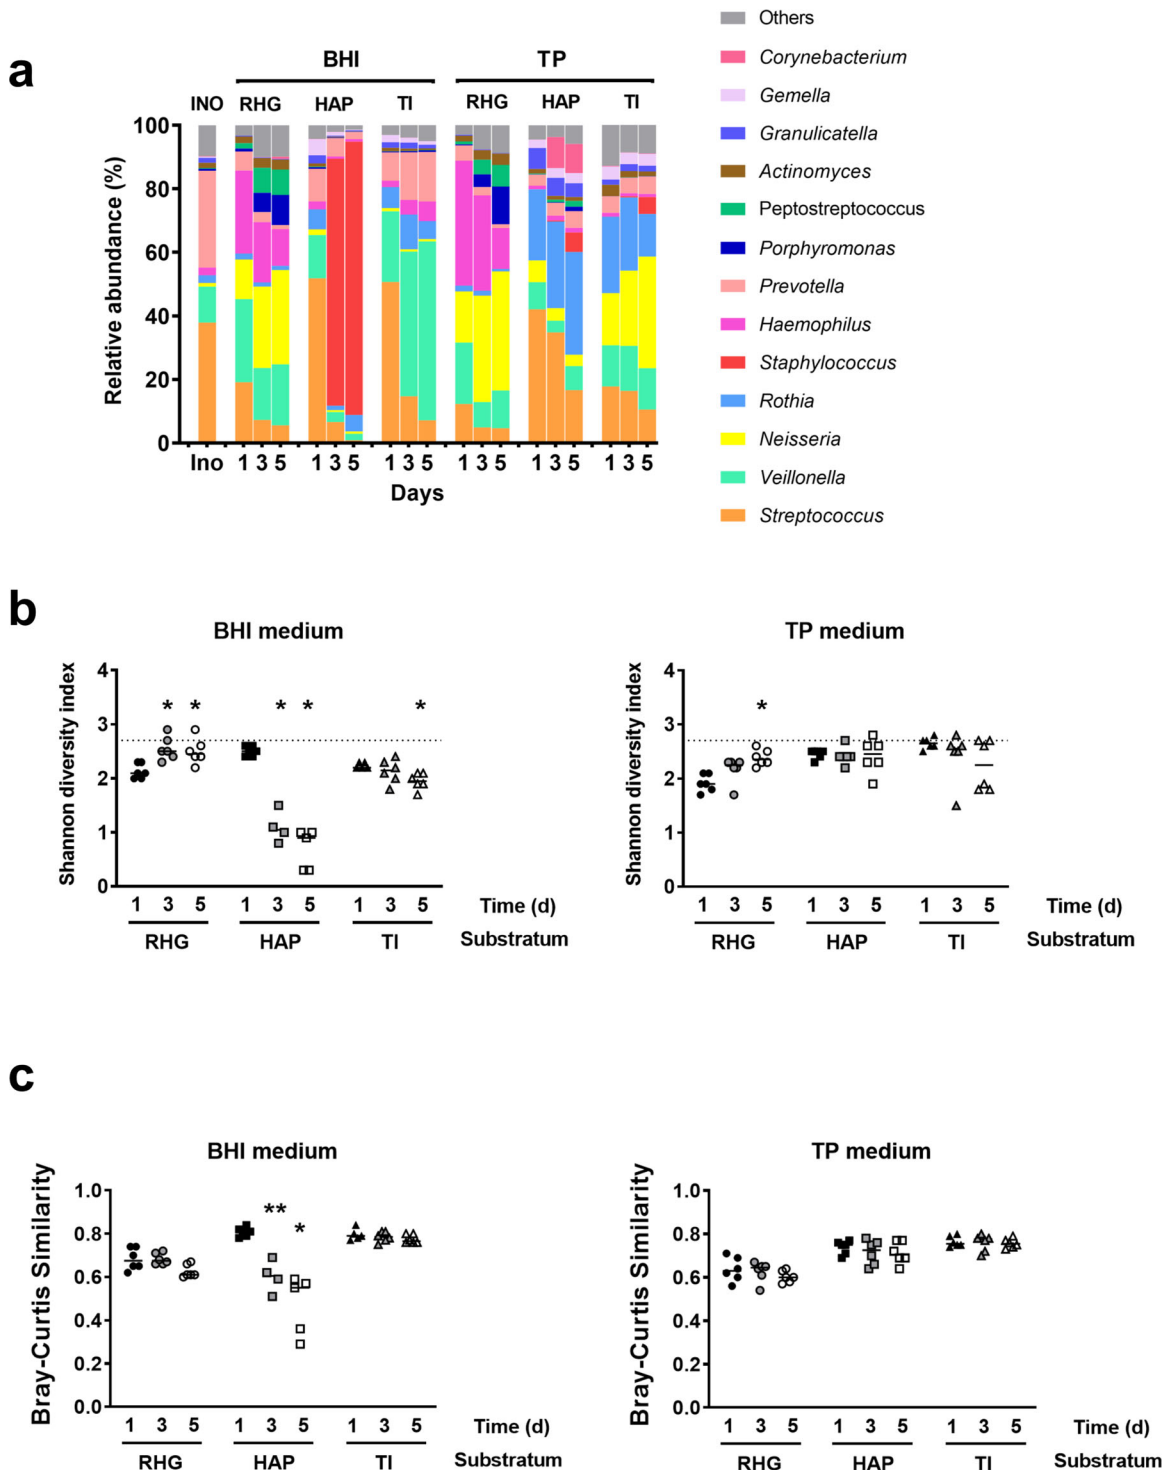 a
BHI
TP
INO RHG HAP TI RHG HAP TI
Relative abundance (%)
100
80
60
40
20
0
Ino 1 3 5 1 3 5 1 3 5 1 3 5 1 3 5 1 3 5
Days
Others
Corynebacterium
Gemella
Granulicatella
Actinomyces
Peptostreptococcus
Porphyromonas
Prevotella
Haemophilus
Staphylococcus
Rothia
Neisseria
Veillonella
Streptococcus
b
BHI medium
Shannon diversity index
4
3
2
1
0
* * * * *
1 3 5 1 3 5 1 3 5 Time (d)
RHG HAP TI Substratum
TP medium
Shannon diversity index
4
3
2
1
0
*
1 3 5 1 3 5 1 3 5 Time (d)
RHG HAP TI Substratum
c
BHI medium
Bray-Curtis Similarity
1.0
0.8
0.6
0.4
0.2
0.0
** *
1 3 5 1 3 5 1 3 5 Time (d)
RHG HAP TI Substratum
TP medium
Bray-Curtis Similarity
1.0
0.8
0.6
0.4
0.2
0.0
1 3 5 1 3 5 1 3 5 Time (d)
RHG HAP TI Substratum